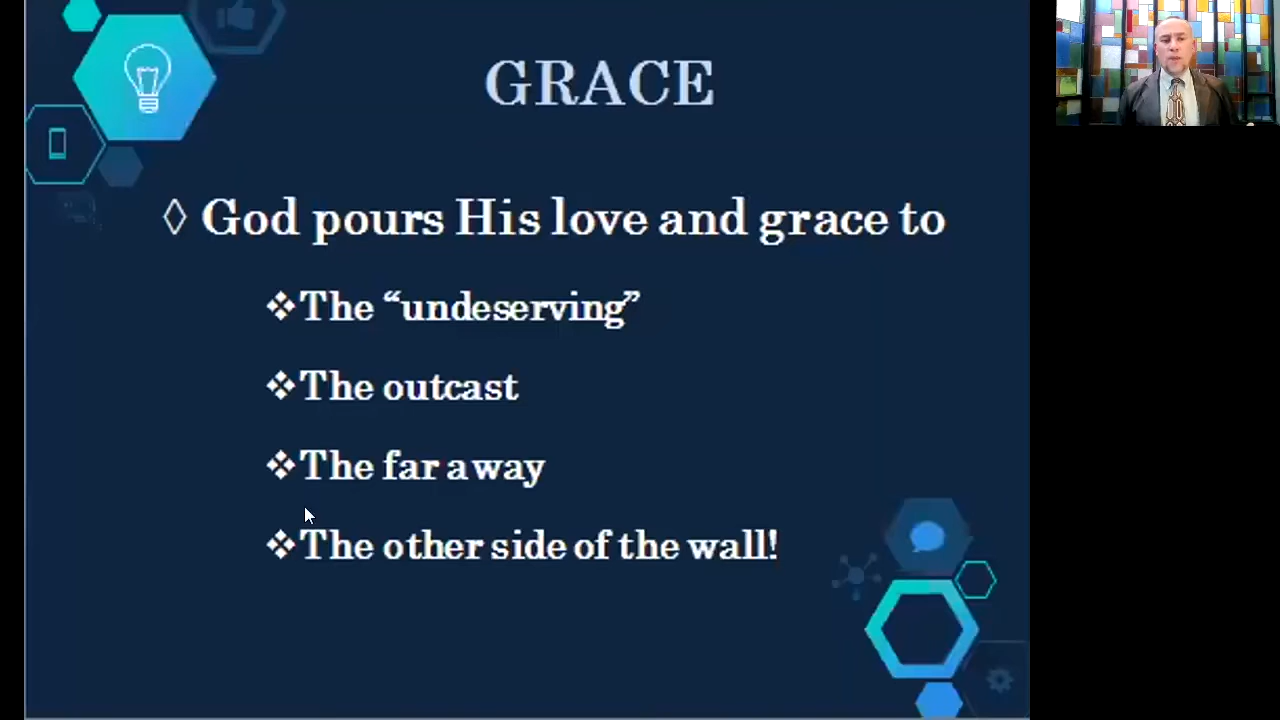 GRACE
◊ God pours His love and grace to
❖The “undeserving”
❖The outcast
❖The far away
❖The other side of the wall!